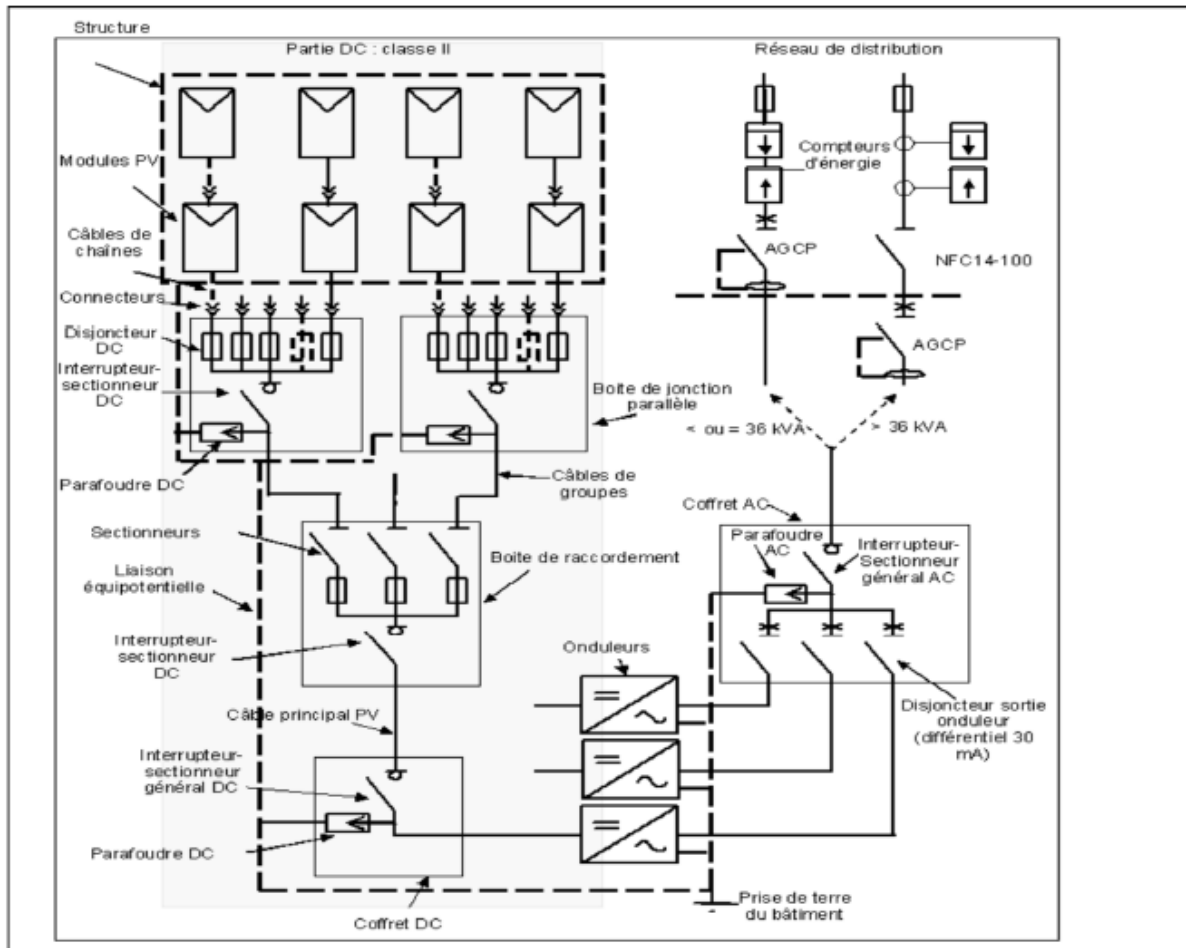 Structure
Partie DC : classe II
Réseau de distribution
Modules PV
Compteurs
d'énergie
Câbles de
chaînes
AGCP
NFC14-100
Connecteurs
Disjoncteur
DC
AGCP
Interrupteur-
sectionneur
DC
Boite de jonction
parallèle
< ou = 36 kVA
> 36 kVA
Parafoudre DC
Câbles de
groupes
Coffret AC
Sectionneurs
Parafoudre
AC
Interrupteur-
Sectionneur
général AC
Boite de raccordement
Liaison
équipotentielle
Interrupteur-
sectionneur
DC
Onduleurs
Câble principal PV
Disjoncteur sortie
onduleur
(différentiel 30
mA)
Interrupteur-
sectionneur
général DC
Parafoudre DC
Prise de terre
du bâtiment
Coffret DC